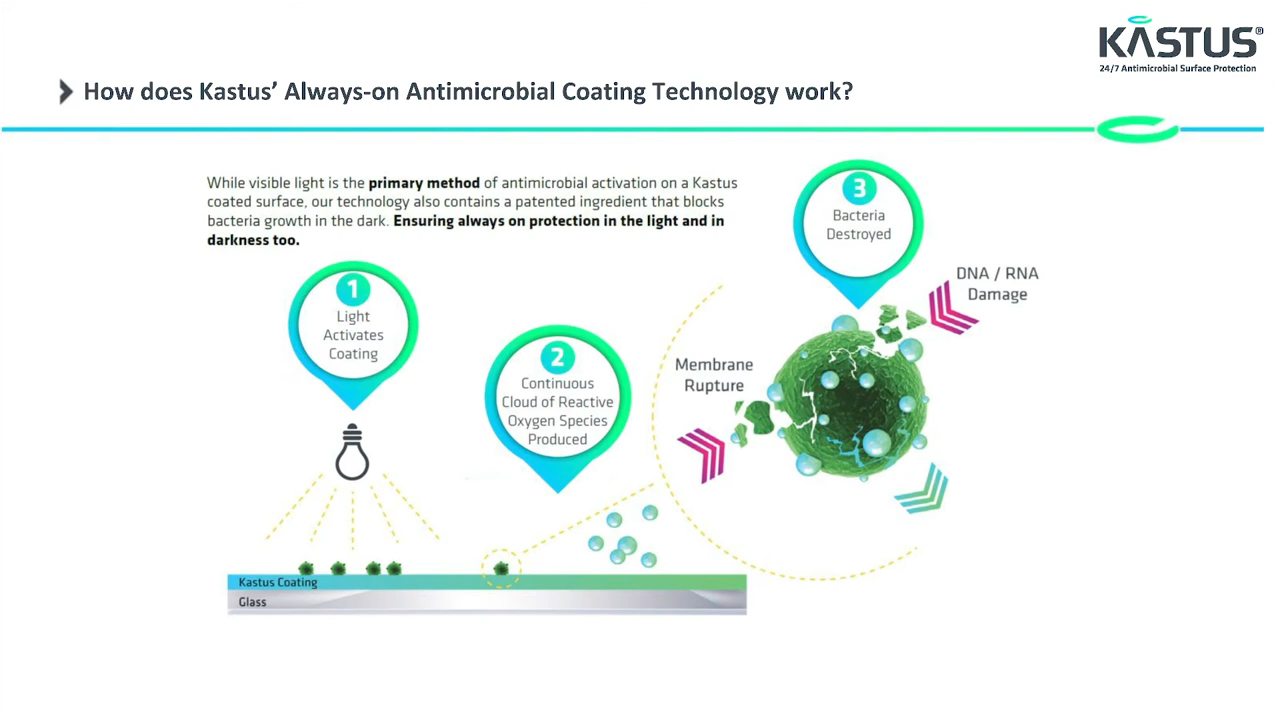 KASTUS®
24/7 Antimicrobial Surface Protection
How does Kastus’ Always-on Antimicrobial Coating Technology work?
While visible light is the primary method of antimicrobial activation on a Kastus
coated surface, our technology also contains a patented ingredient that blocks
bacteria growth in the dark. Ensuring always on protection in the light and in
darkness too.
1
Light
Activates
Coating
2
Continuous
Cloud of Reactive
Oxygen Species
Produced
3
Bacteria
Destroyed
DNA / RNA
Damage
Membrane
Rupture
Kastus Coating
Glass